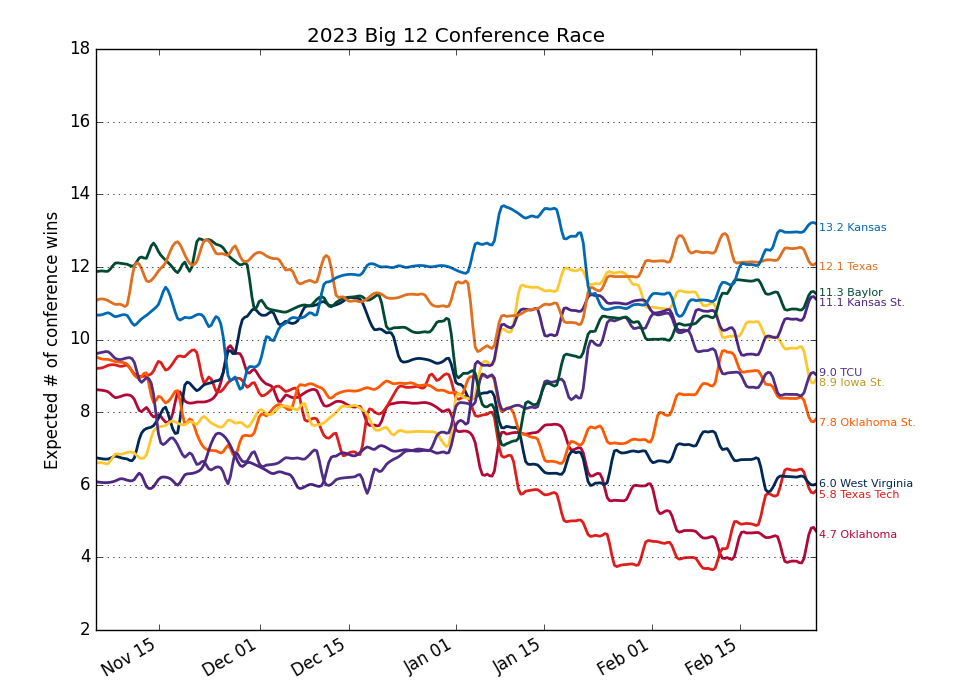 2023 Big 12 Conference Race
Expected # of conference wins
18
16
14
12
10
8
6
4
2
13.2 Kansas
12.1 Texas
11.3 Baylor
11.1 Kansas St.
9.0 TCU
8.9 Iowa St.
7.8 Oklahoma St.
6.0 West Virginia
5.8 Texas Tech
4.7 Oklahoma
Nov 15
Dec 01
Dec 15
Jan 01
Jan 15
Feb 01
Feb 15